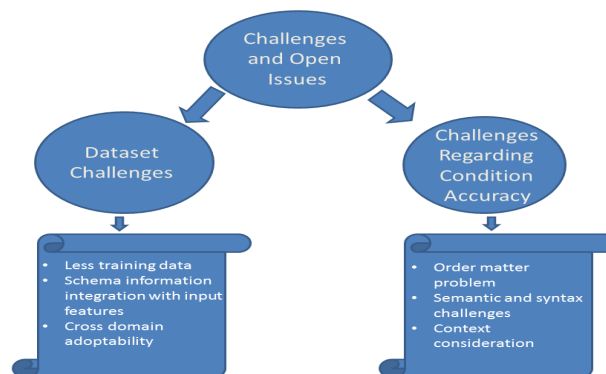 Challenges
and Open
Issues
Dataset
Challenges
Challenges
Regarding
Condition
Accuracy
• Less training data
• Schema information
integration with input
features
• Cross domain
adoptability
• Order matter
problem
• Semantic and syntax
challenges
• Context
consideration